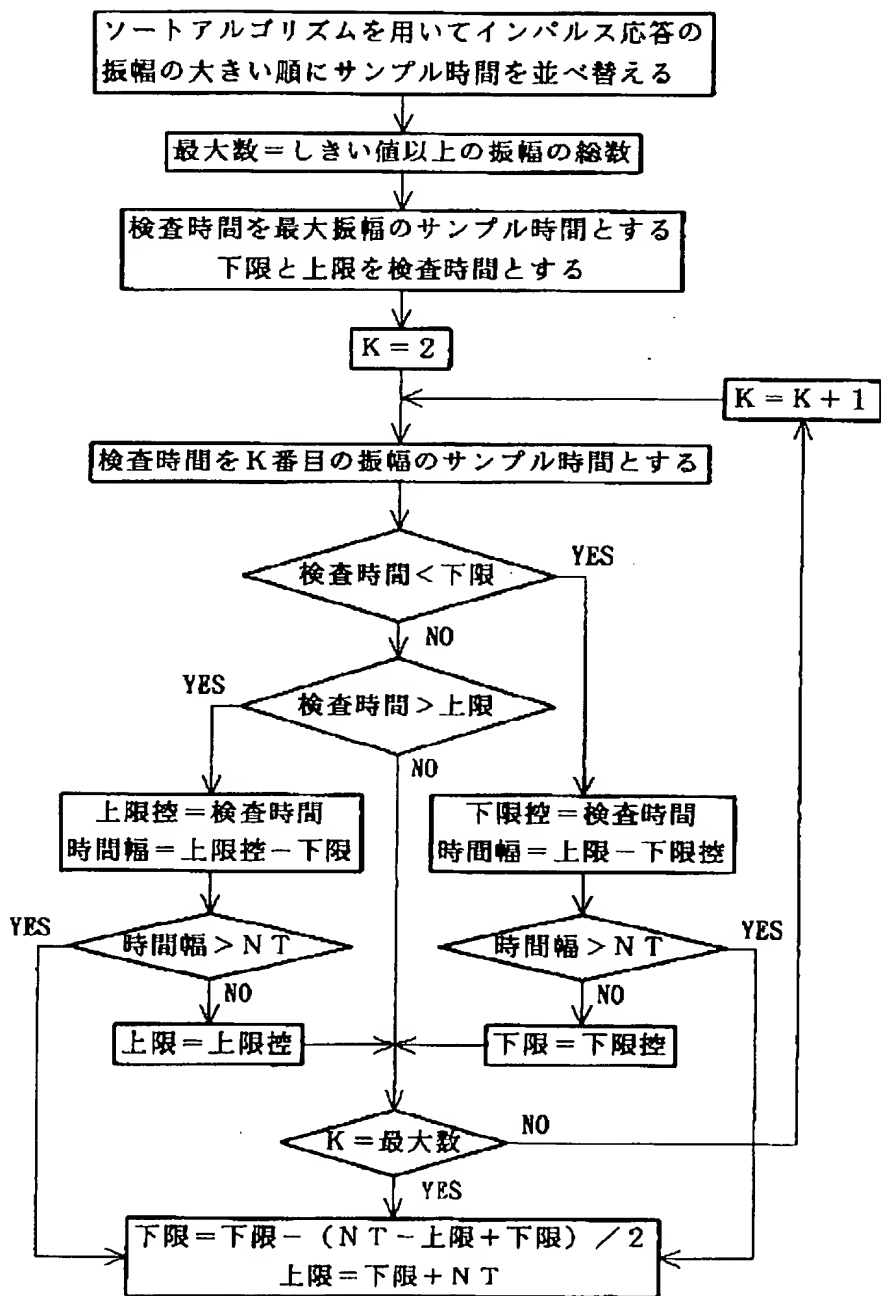 ソートアルゴリズムを用いてインパルス応答の
振幅の大きい順にサンプル時間を並べ替える
最大数=しきい値以上の振幅の総数
検査時間を最大振幅のサンプル時間とする
下限と上限を検査時間とする
K=2
K=K+1
検査時間をK番目の振幅のサンプル時間とする
検査時間<下限
YES
NO
YES
検査時間>上限
NO
上限控=検査時間
時間幅=上限控-下限
下限控=検査時間
時間幅=上限-下限控
YES
時間幅>NT
時間幅>NT
YES
NO
NO
上限=上限控
下限=下限控
K=最大数
NO
YES
下限=下限-(NT-上限+下限)/2
上限=下限+NT